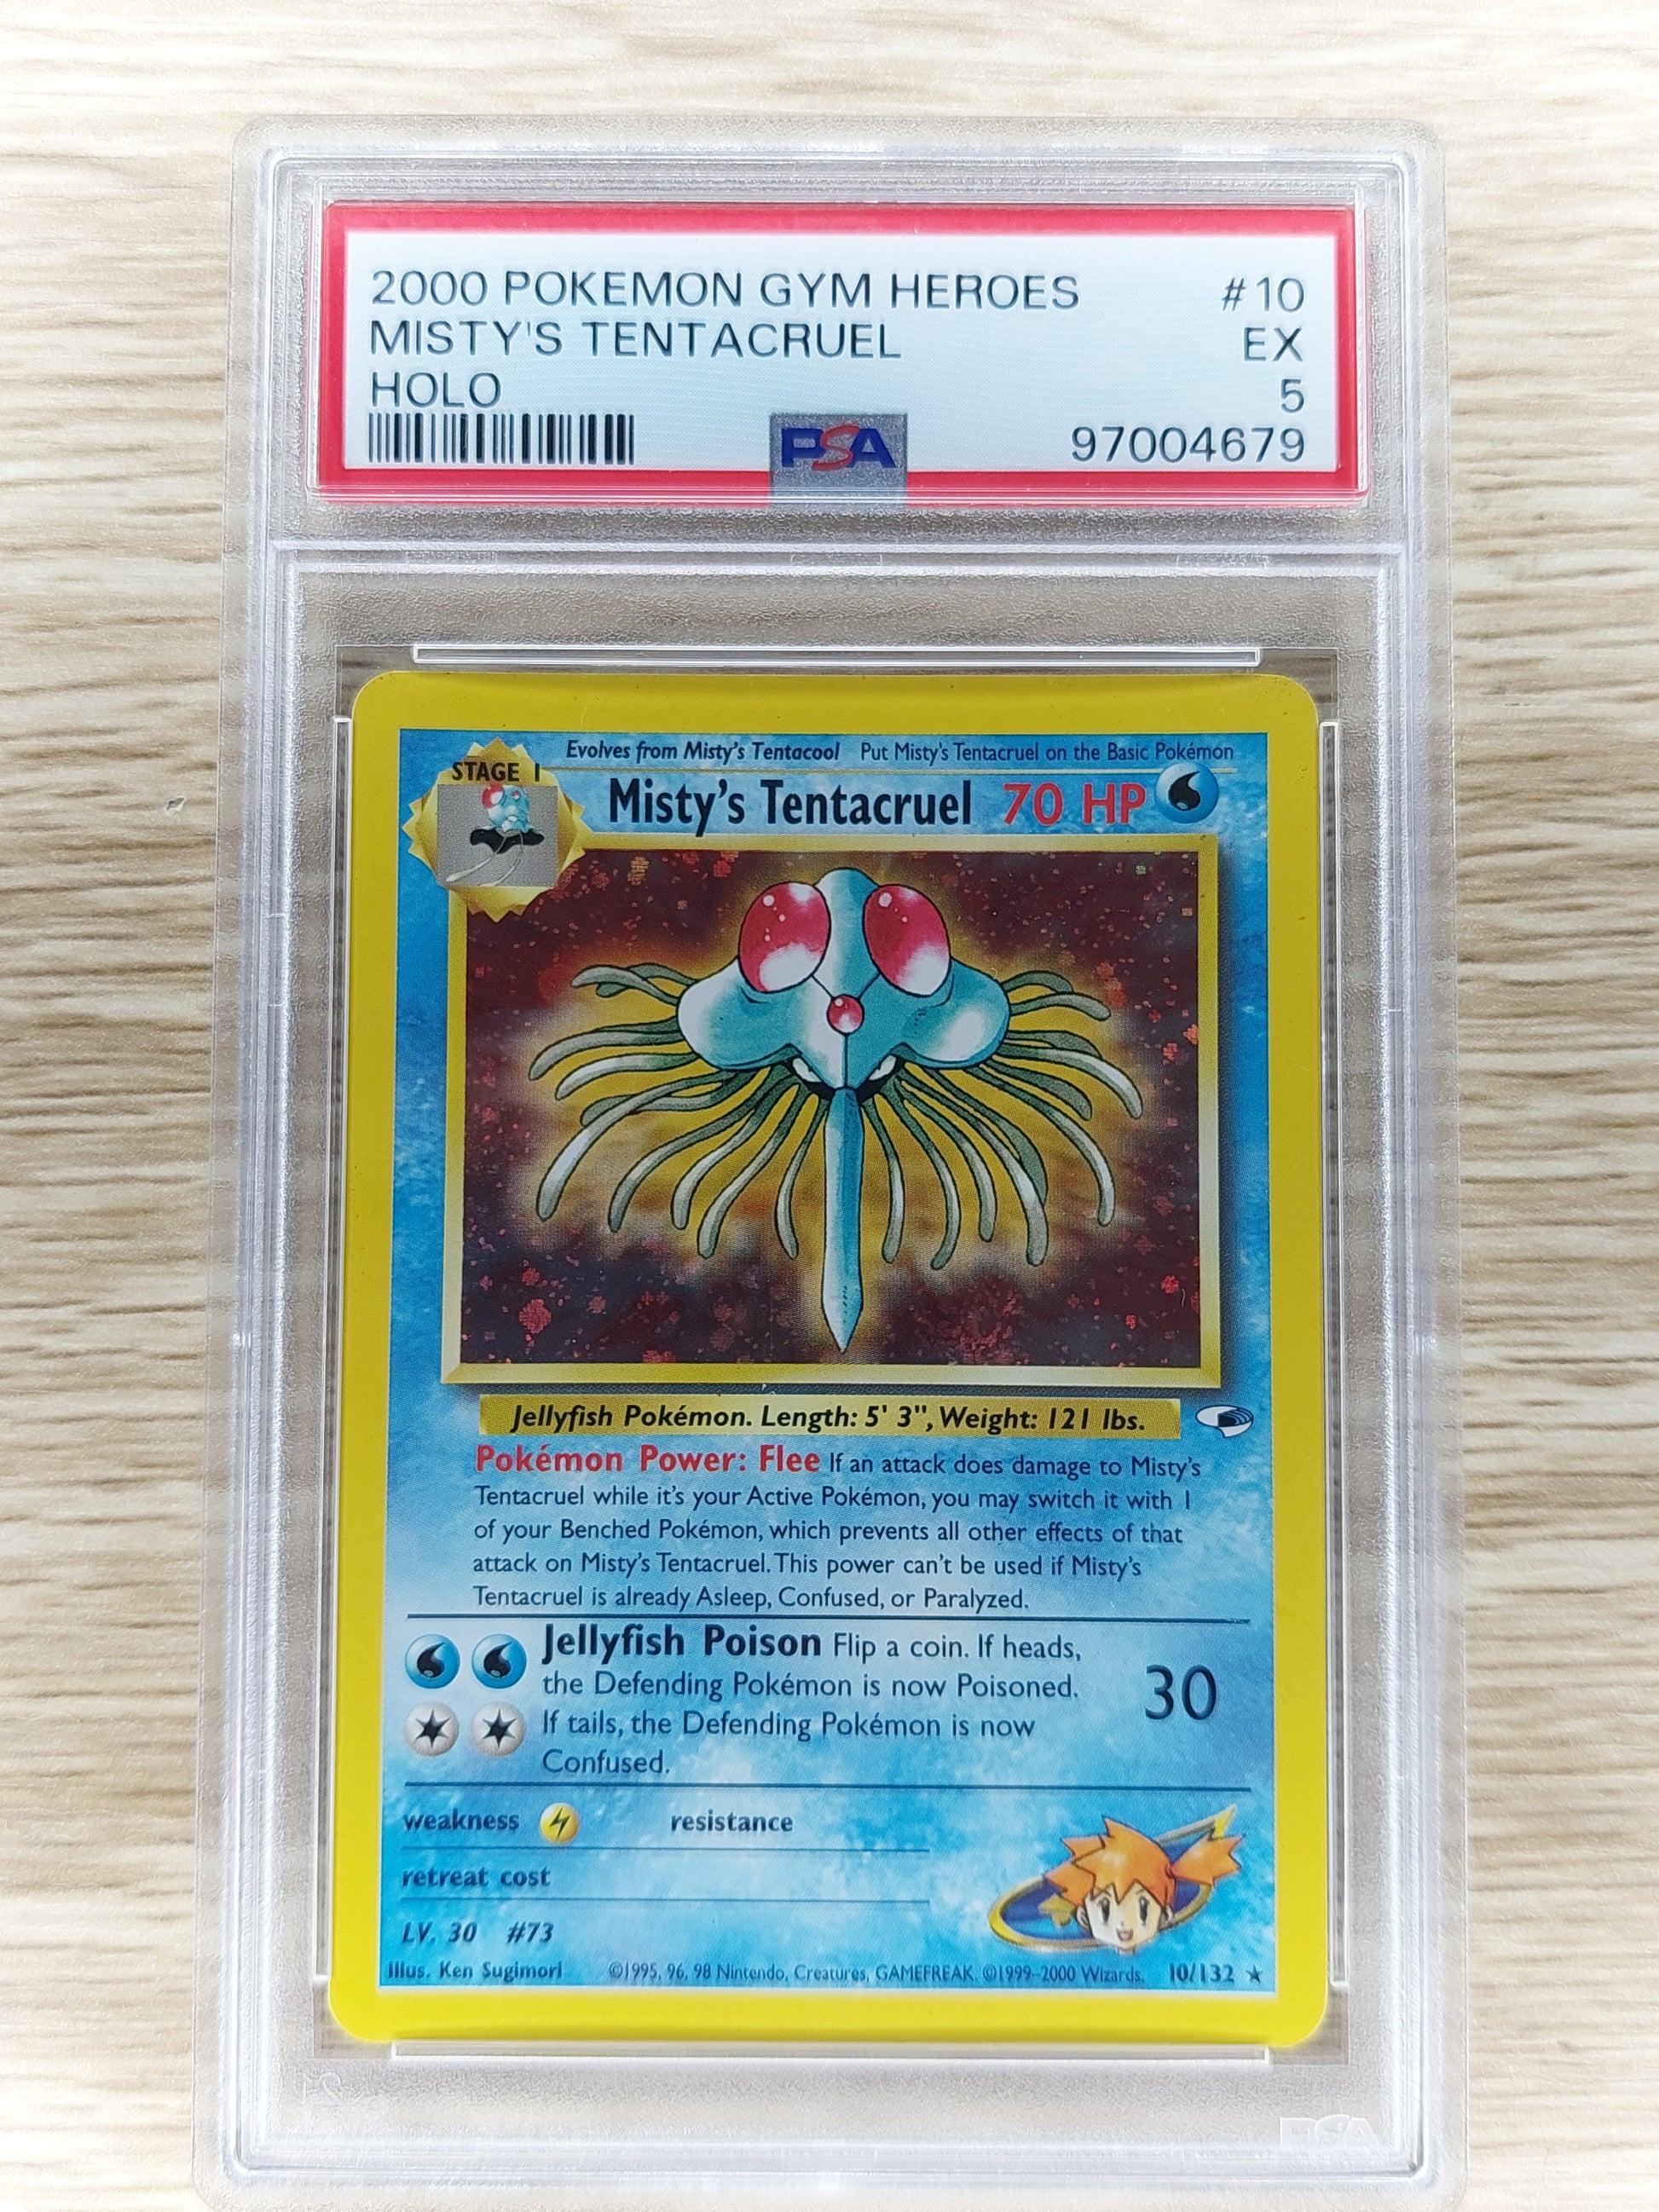 2000 POKEMON GYM HEROES #10
MISTY'S TENTACRUEL EX
HOLO 5
PSA 97004679
Evolves from Misty's Tentacool Put Misty's Tentacruel on the Basic Pokémon
STAGE 1
Misty's Tentacruel 70 HP
Jellyfish Pokémon. Length: 5' 3", Weight: 121 lbs.
Pokémon Power: Flee If an attack does damage to Misty's
Tentacruel while it's your Active Pokémon, you may switch it with 1
of your Benched Pokémon, which prevents all other effects of that
attack on Misty's Tentacruel. This power can't be used if Misty's
Tentacruel is already Asleep, Confused, or Paralyzed.
Jellyfish Poison Flip a coin. If heads,
the Defending Pokémon is now Poisoned. 30
If tails, the Defending Pokémon is now
Confused.
weakness resistance
retreat cost
LV. 30 #73
Illus. Ken Sugimori ©1995, 96, 98 Nintendo, Creatures, GAMEFREAK. ©1999-2000 Wizards. 10/132 ★
PSA